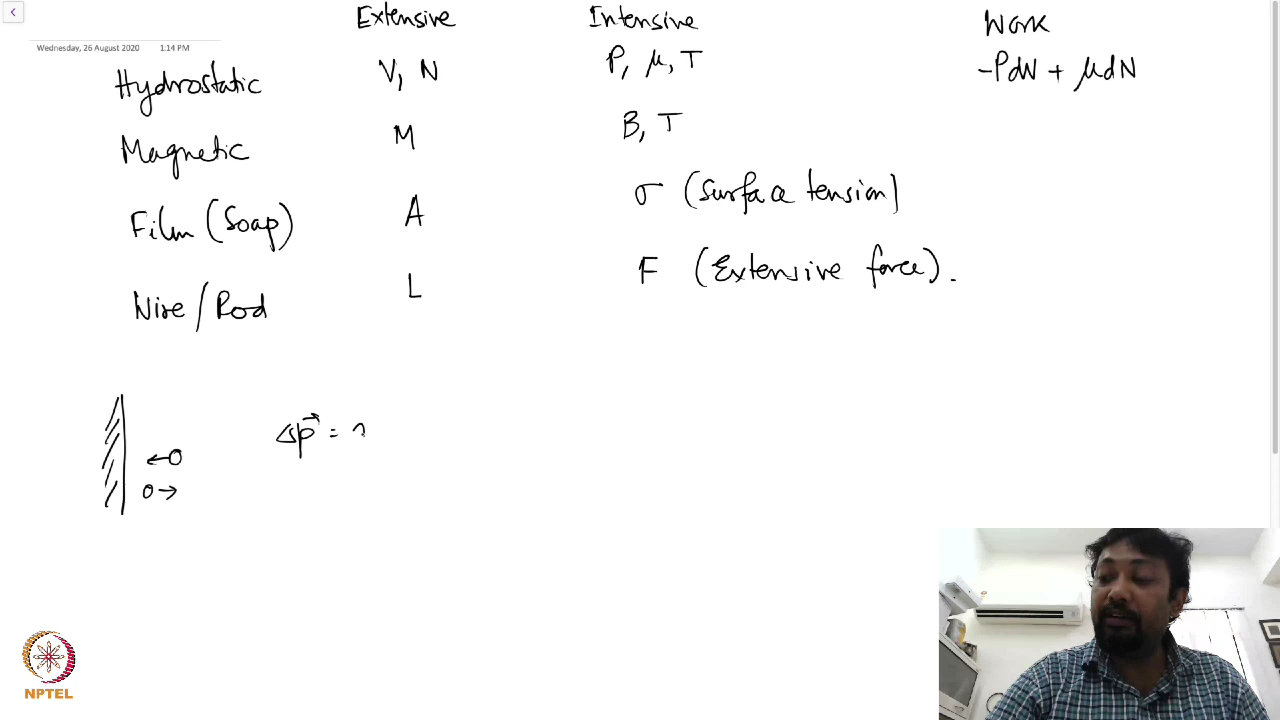 Extensive Intensive Work
Wednesday, 26 August 2020 1:14 PM
Hydrostatic V, N P, μ, T -PdV + μdN
Magnetic M B, T
Film (Soap) A σ (Surface tension)
Wire / Rod L F (Extensive force).
Δp⃗ = 2
NPTEL